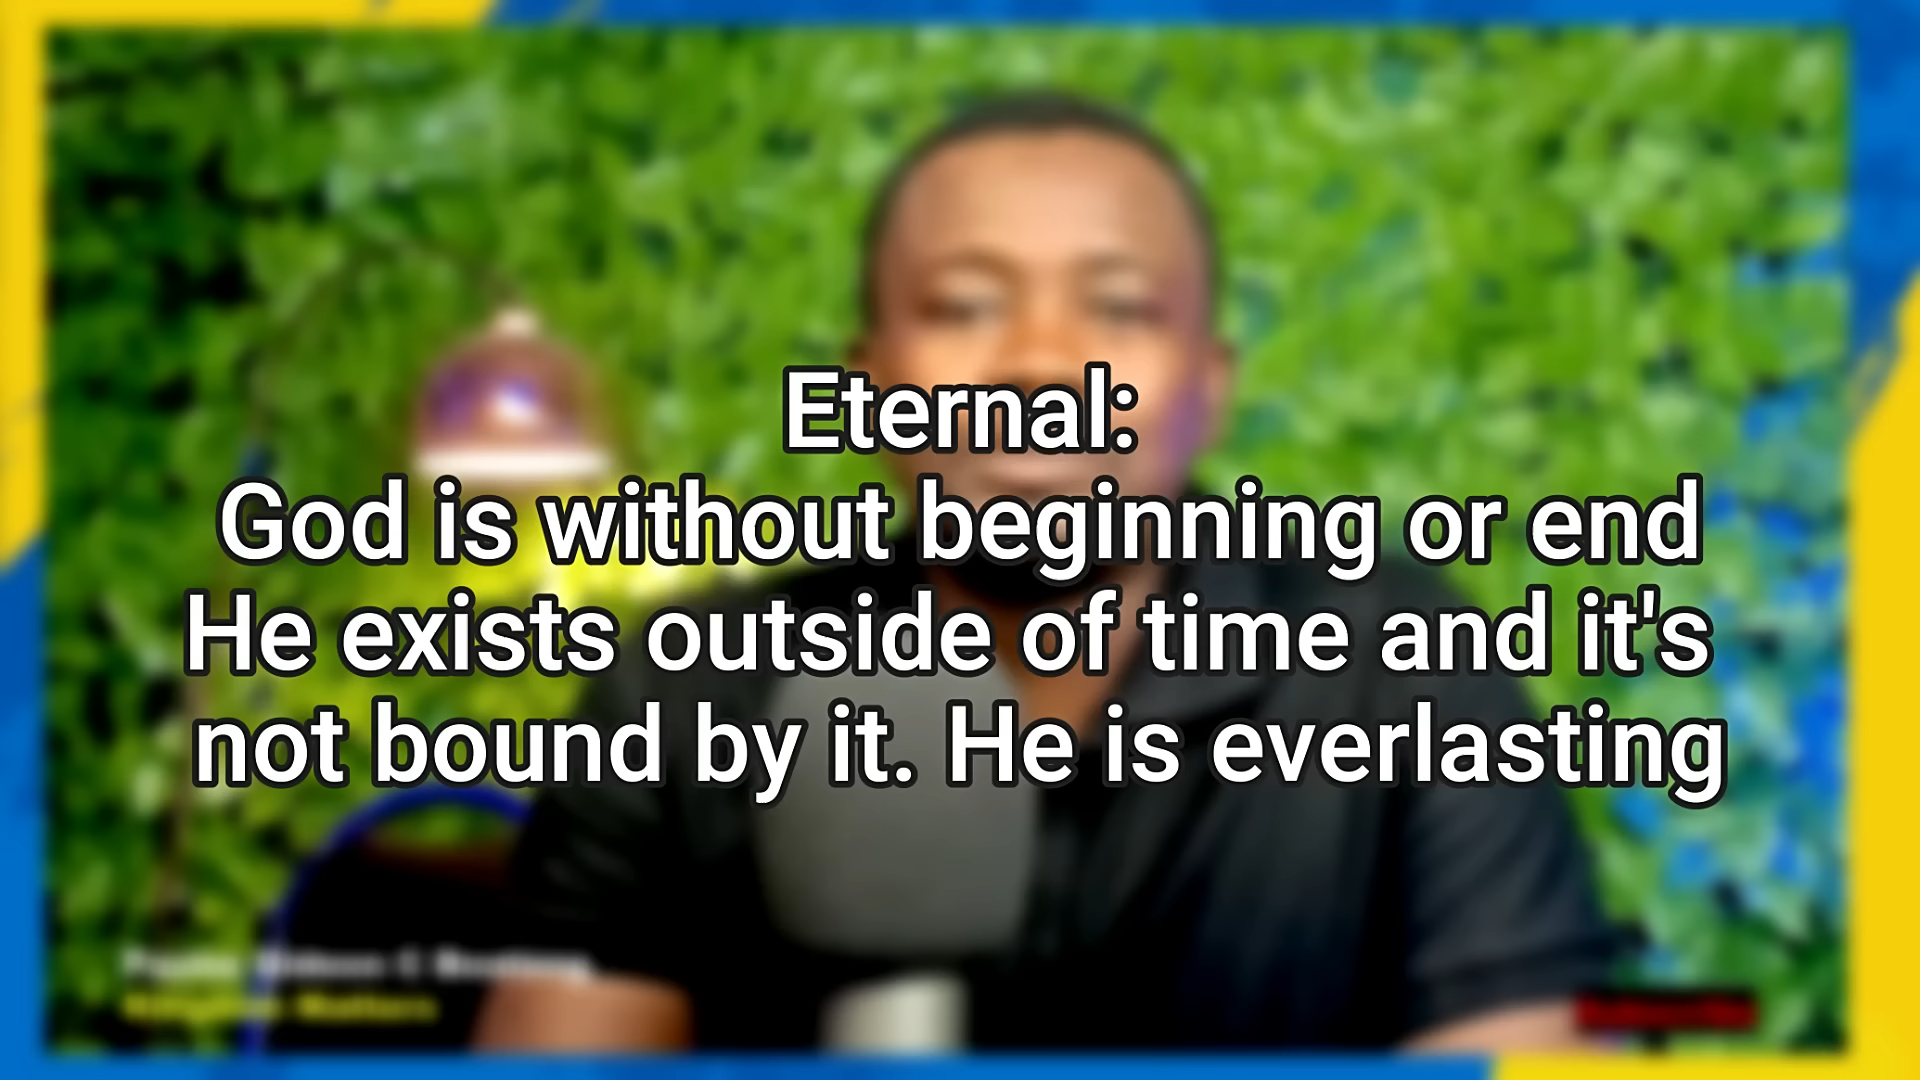 Eternal:
God is without beginning or end
He exists outside of time and it's
not bound by it. He is everlasting
Matters